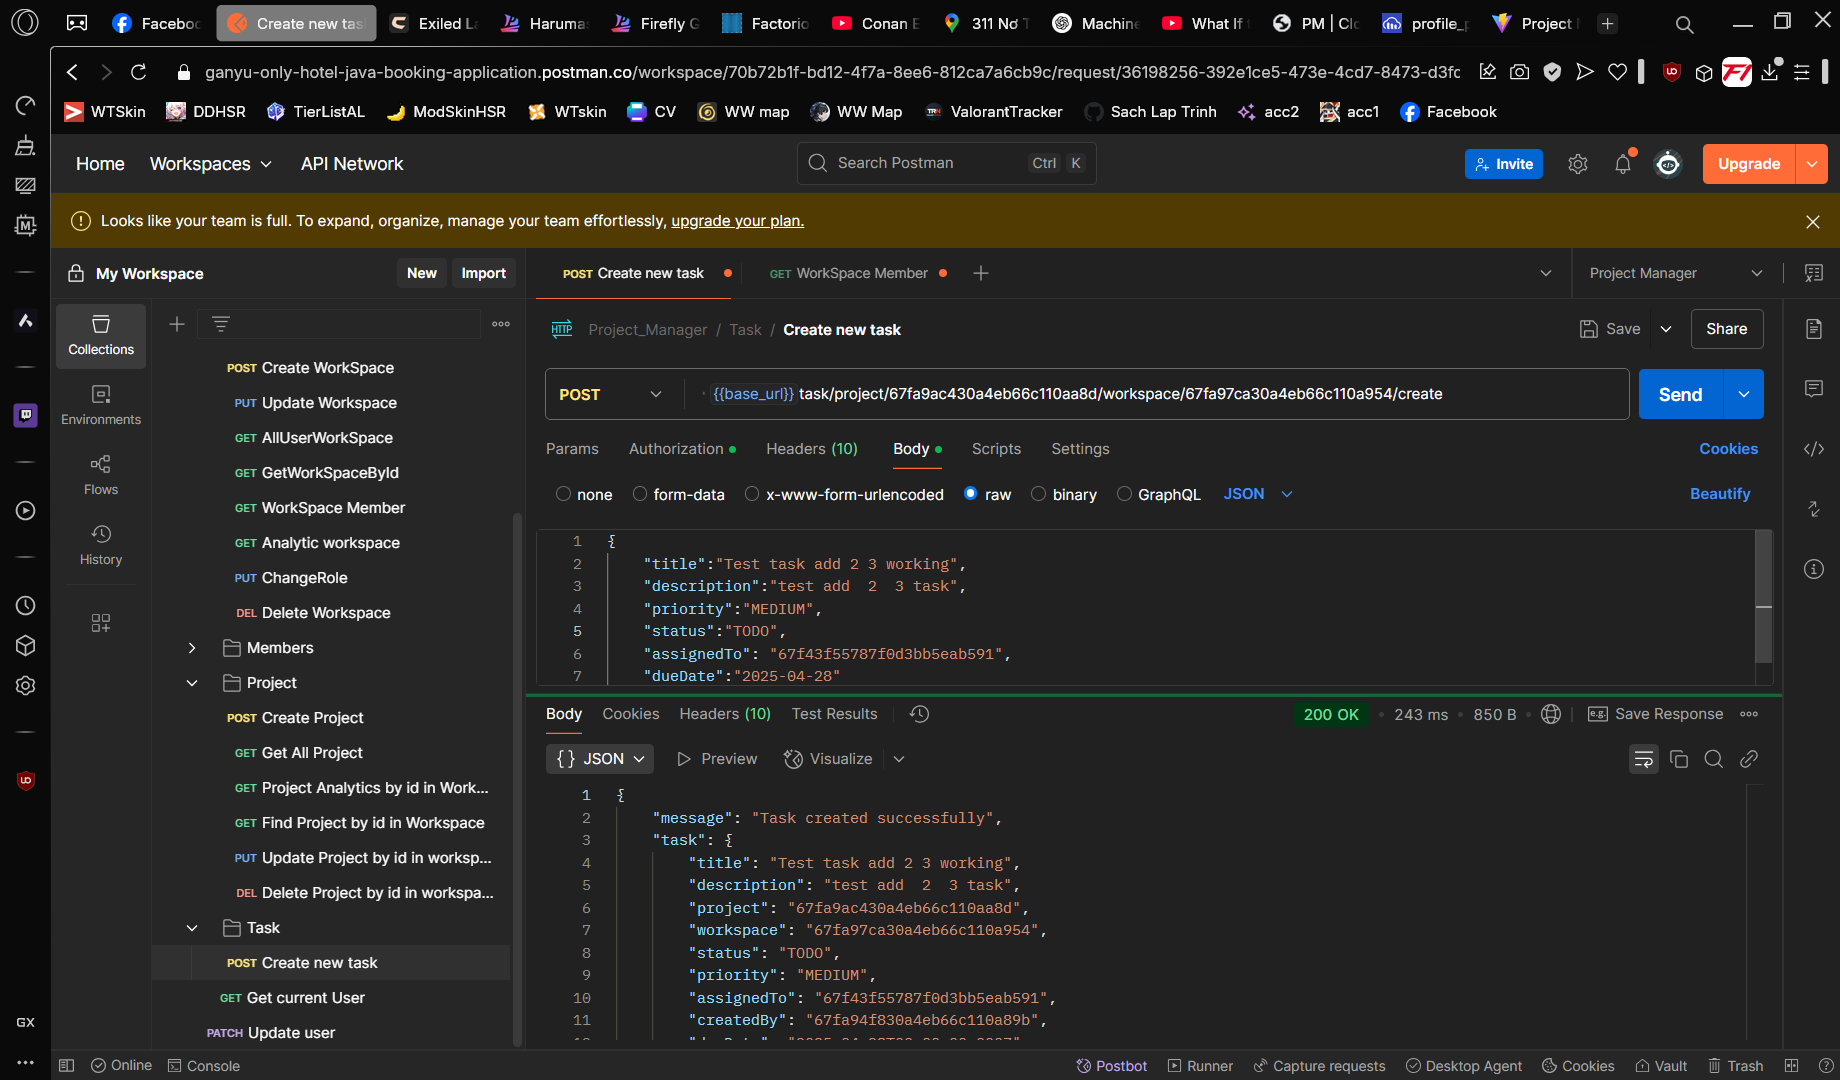 Faceboo
Create new tas
Exiled La
Haruma
Firefly G
Factorio
Conan E
311 Nơ T
Machine
What If
PM | Clo
profile_p
Project
ganyu-only-hotel-java-booking-application.postman.co/workspace/70b72b1f-bd12-4f7a-8ee6-812ca7a6cb9c/request/36198256-392e1ce5-473e-4cd7-8473-d3fc
WTSkin
DDHSR
TierListAL
ModSkinHSR
WTskin
CV
WW map
WW Map
ValorantTracker
Sach Lap Trinh
acc2
acc1
Facebook
Home
Workspaces
API Network
Search Postman
Ctrl K
Invite
Upgrade
Looks like your team is full. To expand, organize, manage your team effortlessly, upgrade your plan.
My Workspace
New
Import
POST Create new task
GET WorkSpace Member
Project Manager
Collections
Environments
Flows
History
POST Create WorkSpace
PUT Update Workspace
GET AllUserWorkSpace
GET GetWorkSpaceById
GET WorkSpace Member
GET Analytic workspace
PUT ChangeRole
DEL Delete Workspace
Members
Project
POST Create Project
GET Get All Project
GET Project Analytics by id in Work...
GET Find Project by id in Workspace
PUT Update Project by id in worksp...
DEL Delete Project by id in workspa...
Task
POST Create new task
GET Get current User
PATCH Update user
HTTP
Project_Manager / Task / Create new task
Save
Share
POST
{{base_url}} task/project/67fa9ac430a4eb66c110aa8d/workspace/67fa97ca30a4eb66c110a954/create
Send
Params
Authorization
Headers (10)
Body
Scripts
Settings
Cookies
none
form-data
x-www-form-urlencoded
raw
binary
GraphQL
JSON
Beautify
1 {
2 "title":"Test task add 2 3 working",
3 "description":"test add  2  3 task",
4 "priority":"MEDIUM",
5 "status":"TODO",
6 "assignedTo": "67f43f55787f0d3bb5eab591",
7 "dueDate":"2025-04-28"
Body
Cookies
Headers (10)
Test Results
200 OK
243 ms
850 B
e.g.
Save Response
{} JSON
Preview
Visualize
1 {
2 "message": "Task created successfully",
3 "task": {
4 "title": "Test task add 2 3 working",
5 "description": "test add  2  3 task",
6 "project": "67fa9ac430a4eb66c110aa8d",
7 "workspace": "67fa97ca30a4eb66c110a954",
8 "status": "TODO",
9 "priority": "MEDIUM",
10 "assignedTo": "67f43f55787f0d3bb5eab591",
11 "createdBy": "67fa94f830a4eb66c110a89b",
GX
Online
Console
Postbot
Runner
Capture requests
Desktop Agent
Cookies
Vault
Trash